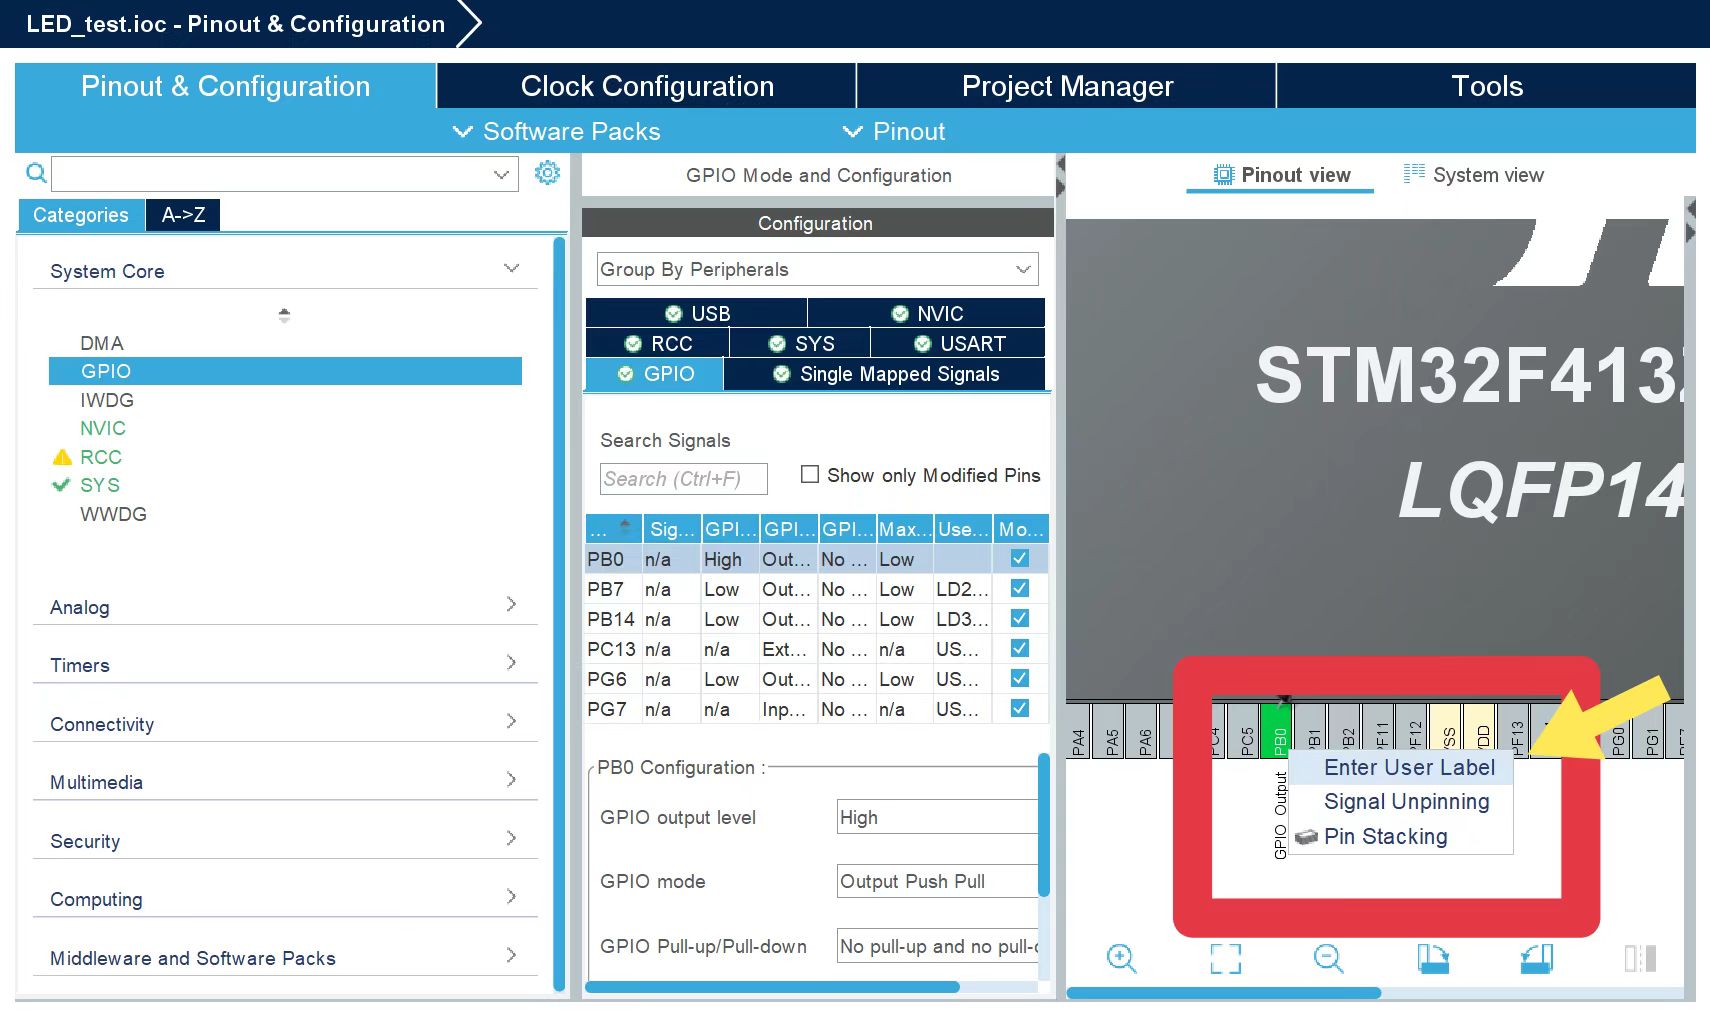 LED_test.ioc - Pinout & Configuration
Pinout & Configuration
Clock Configuration
Project Manager
Tools
Software Packs
Pinout
Categories
A->Z
System Core
DMA
GPIO
IWDG
NVIC
RCC
SYS
WWDG
Analog
Timers
Connectivity
Multimedia
Security
Computing
Middleware and Software Packs
GPIO Mode and Configuration
Configuration
Group By Peripherals
USB
NVIC
RCC
SYS
USART
GPIO
Single Mapped Signals
Search Signals
Search (Ctrl+F)
Show only Modified Pins
... Sig... GPI... GPI... GPI... Max... Use... Mo...
PB0 n/a High Out... No ... Low
PB7 n/a Low Out... No ... Low LD2...
PB14 n/a Low Out... No ... Low LD3...
PC13 n/a n/a Ext... No ... n/a US...
PG6 n/a Low Out... No ... Low US...
PG7 n/a n/a Inp... No ... n/a US...
PB0 Configuration :
GPIO output level
High
GPIO mode
Output Push Pull
GPIO Pull-up/Pull-down
No pull-up and no pull-
Pinout view
System view
STM32F413
LQFP14
PA4
PA5
PA6
PC5
PB0
PB1
PB2
PF11
PF12
VSS
VDD
PF13
PG0
PG1
GPIO_Output
Enter User Label
Signal Unpinning
Pin Stacking